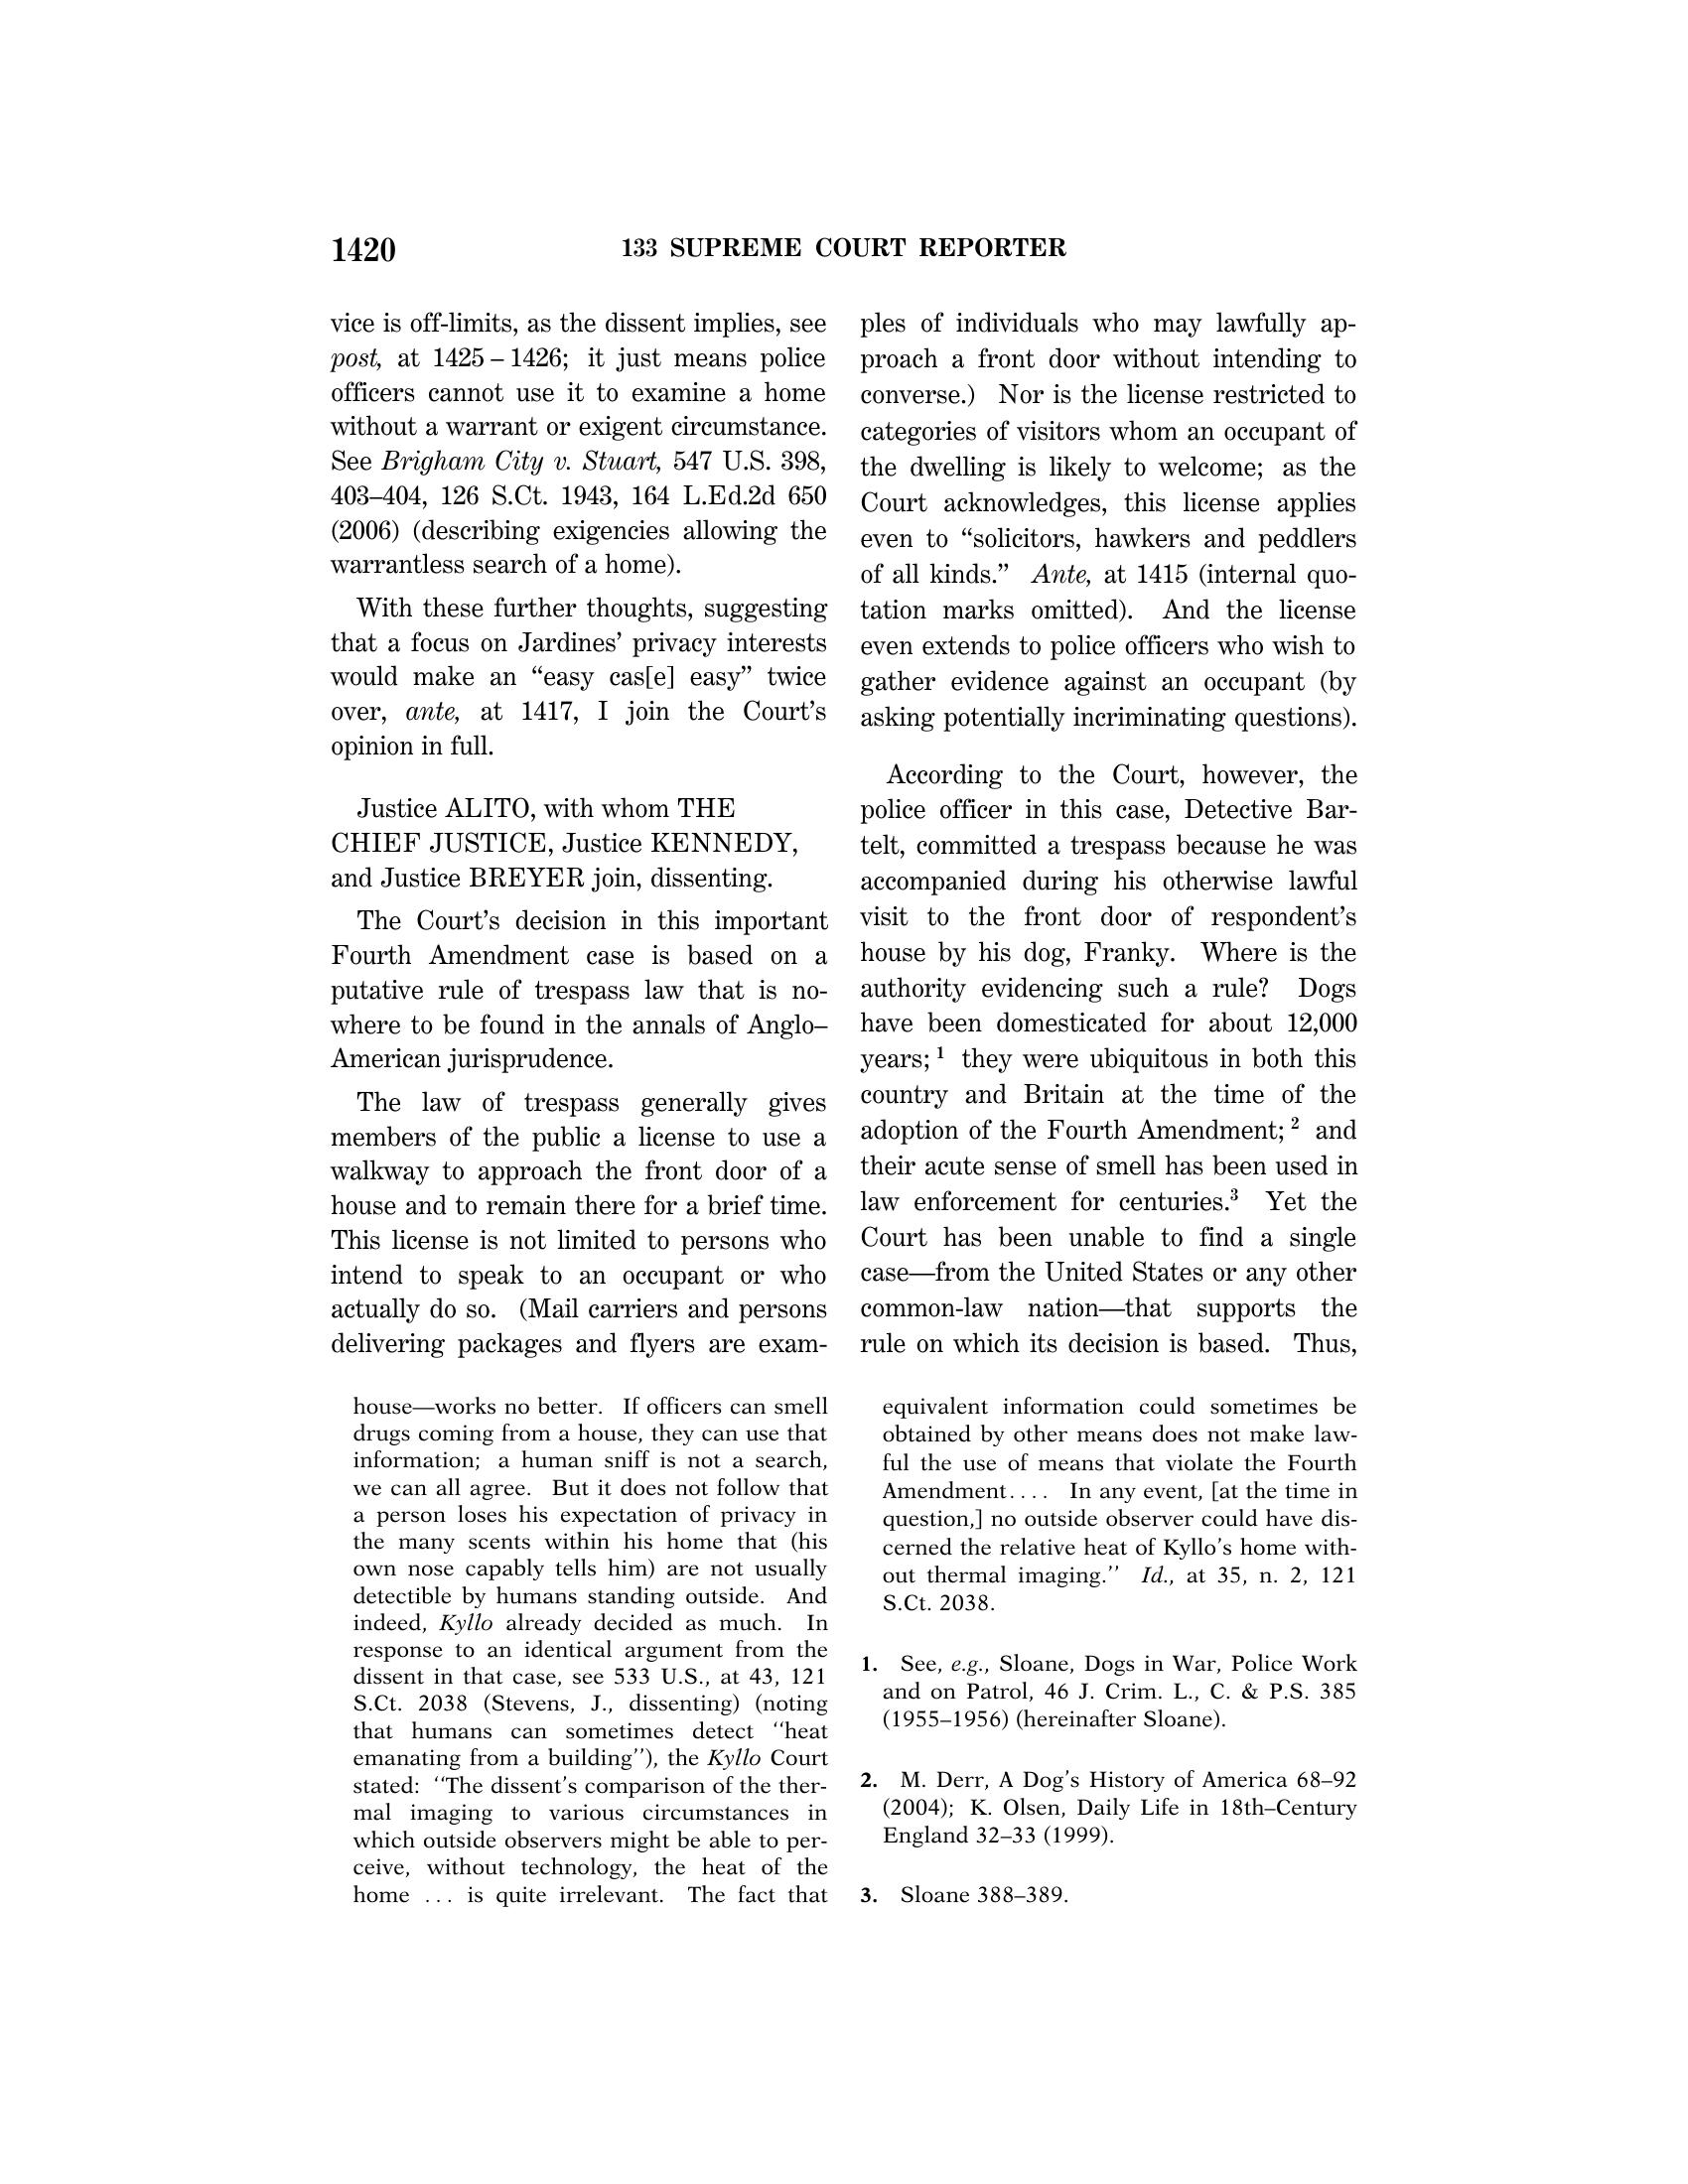 1420
133 SUPREME COURT REPORTER
vice is off-limits, as the dissent implies, see
post, at 1425 – 1426; it just means police
officers cannot use it to examine a home
without a warrant or exigent circumstance.
See Brigham City v. Stuart, 547 U.S. 398,
403–404, 126 S.Ct. 1943, 164 L.Ed.2d 650
(2006) (describing exigencies allowing the
warrantless search of a home).
With these further thoughts, suggesting
that a focus on Jardines’ privacy interests
would make an “easy cas[e] easy” twice
over, ante, at 1417, I join the Court’s
opinion in full.
Justice ALITO, with whom THE
CHIEF JUSTICE, Justice KENNEDY,
and Justice BREYER join, dissenting.
The Court’s decision in this important
Fourth Amendment case is based on a
putative rule of trespass law that is no-
where to be found in the annals of Anglo–
American jurisprudence.
The law of trespass generally gives
members of the public a license to use a
walkway to approach the front door of a
house and to remain there for a brief time.
This license is not limited to persons who
intend to speak to an occupant or who
actually do so. (Mail carriers and persons
delivering packages and flyers are exam-
ples of individuals who may lawfully ap-
proach a front door without intending to
converse.) Nor is the license restricted to
categories of visitors whom an occupant of
the dwelling is likely to welcome; as the
Court acknowledges, this license applies
even to “solicitors, hawkers and peddlers
of all kinds.” Ante, at 1415 (internal quo-
tation marks omitted). And the license
even extends to police officers who wish to
gather evidence against an occupant (by
asking potentially incriminating questions).
According to the Court, however, the
police officer in this case, Detective Bar-
telt, committed a trespass because he was
accompanied during his otherwise lawful
visit to the front door of respondent’s
house by his dog, Franky. Where is the
authority evidencing such a rule? Dogs
have been domesticated for about 12,000
years; 1 they were ubiquitous in both this
country and Britain at the time of the
adoption of the Fourth Amendment; 2 and
their acute sense of smell has been used in
law enforcement for centuries.3 Yet the
Court has been unable to find a single
case—from the United States or any other
common-law nation—that supports the
rule on which its decision is based. Thus,
house—works no better. If officers can smell
drugs coming from a house, they can use that
information; a human sniff is not a search,
we can all agree. But it does not follow that
a person loses his expectation of privacy in
the many scents within his home that (his
own nose capably tells him) are not usually
detectible by humans standing outside. And
indeed, Kyllo already decided as much. In
response to an identical argument from the
dissent in that case, see 533 U.S., at 43, 121
S.Ct. 2038 (Stevens, J., dissenting) (noting
that humans can sometimes detect ‘‘heat
emanating from a building’’), the Kyllo Court
stated: ‘‘The dissent’s comparison of the ther-
mal imaging to various circumstances in
which outside observers might be able to per-
ceive, without technology, the heat of the
home . . . is quite irrelevant. The fact that
equivalent information could sometimes be
obtained by other means does not make law-
ful the use of means that violate the Fourth
Amendment. . . . In any event, [at the time in
question,] no outside observer could have dis-
cerned the relative heat of Kyllo’s home with-
out thermal imaging.’’ Id., at 35, n. 2, 121
S.Ct. 2038.
1. See, e.g., Sloane, Dogs in War, Police Work
and on Patrol, 46 J. Crim. L., C. & P.S. 385
(1955–1956) (hereinafter Sloane).
2. M. Derr, A Dog’s History of America 68–92
(2004); K. Olsen, Daily Life in 18th–Century
England 32–33 (1999).
3. Sloane 388–389.